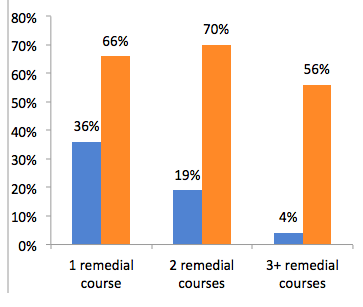 80%
70%
60%
50%
40%
30%
20%
10%
0%
36%
66%
19%
70%
4%
56%
1 remedial
course
2 remedial
courses
3+ remedial
courses